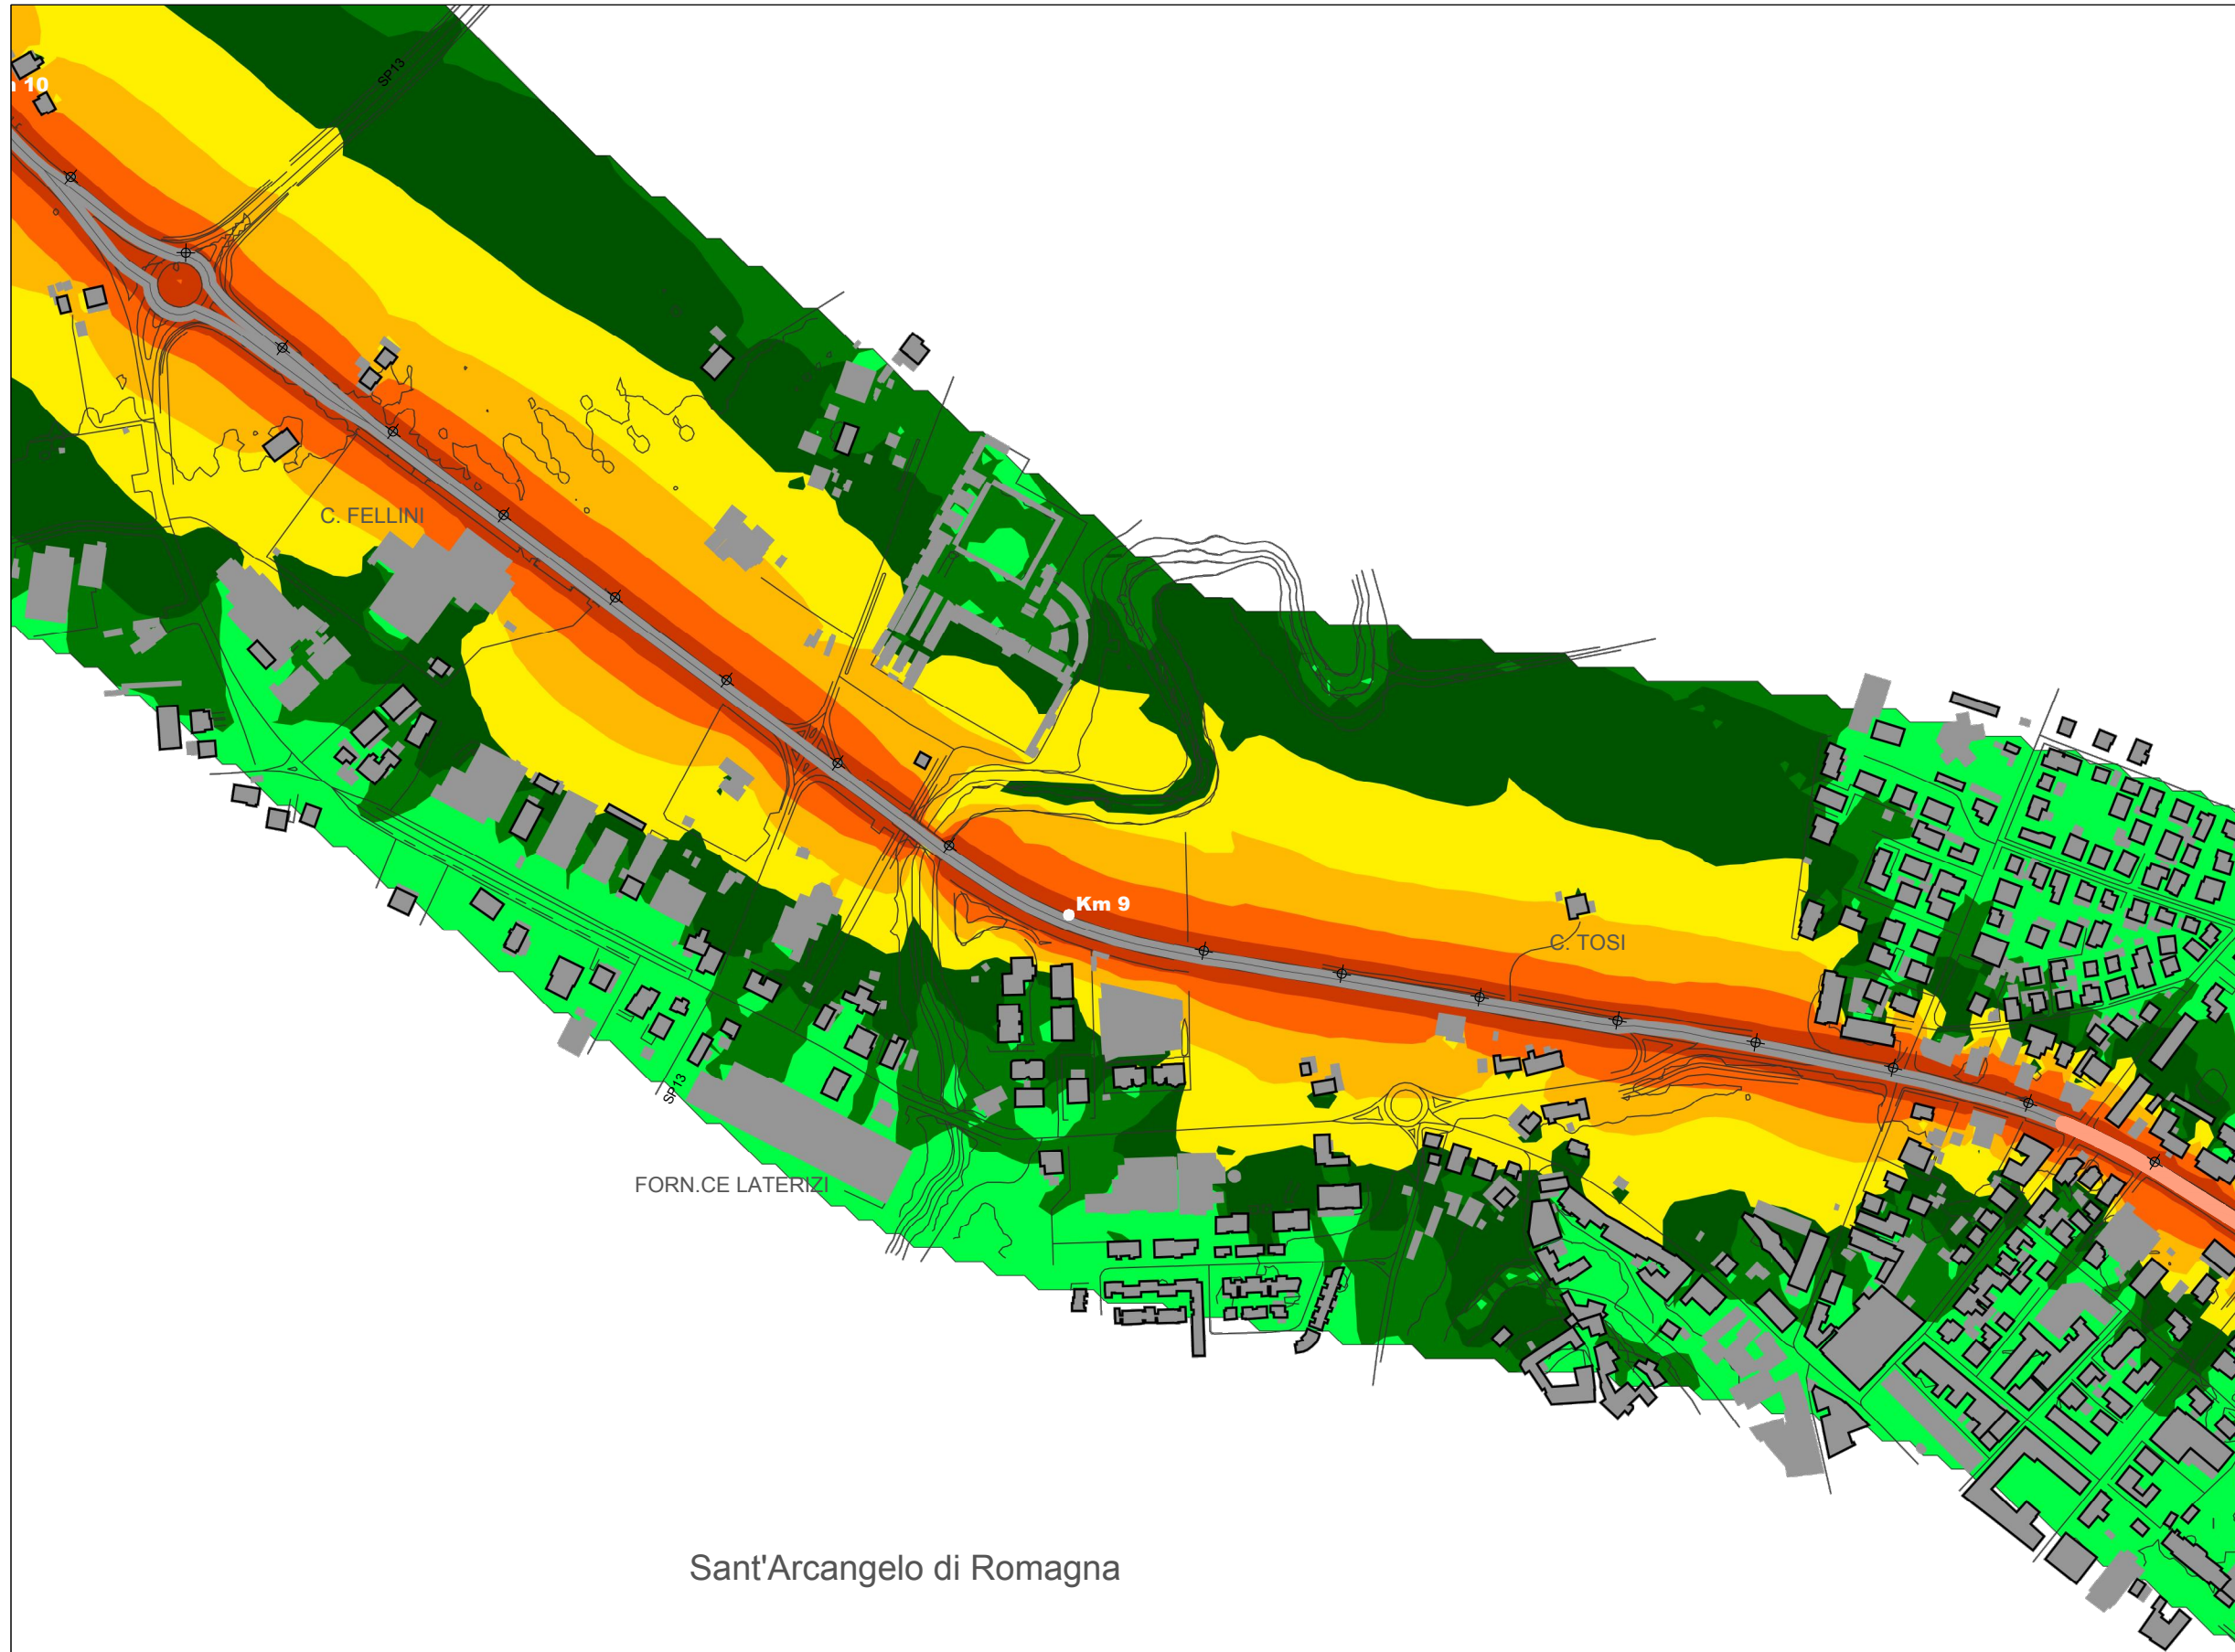 SP13
10
C. FELLINI
Km 9
C. TOSI
SP13
FORN.CE LATERIZI
Sant'Arcangelo di Romagna